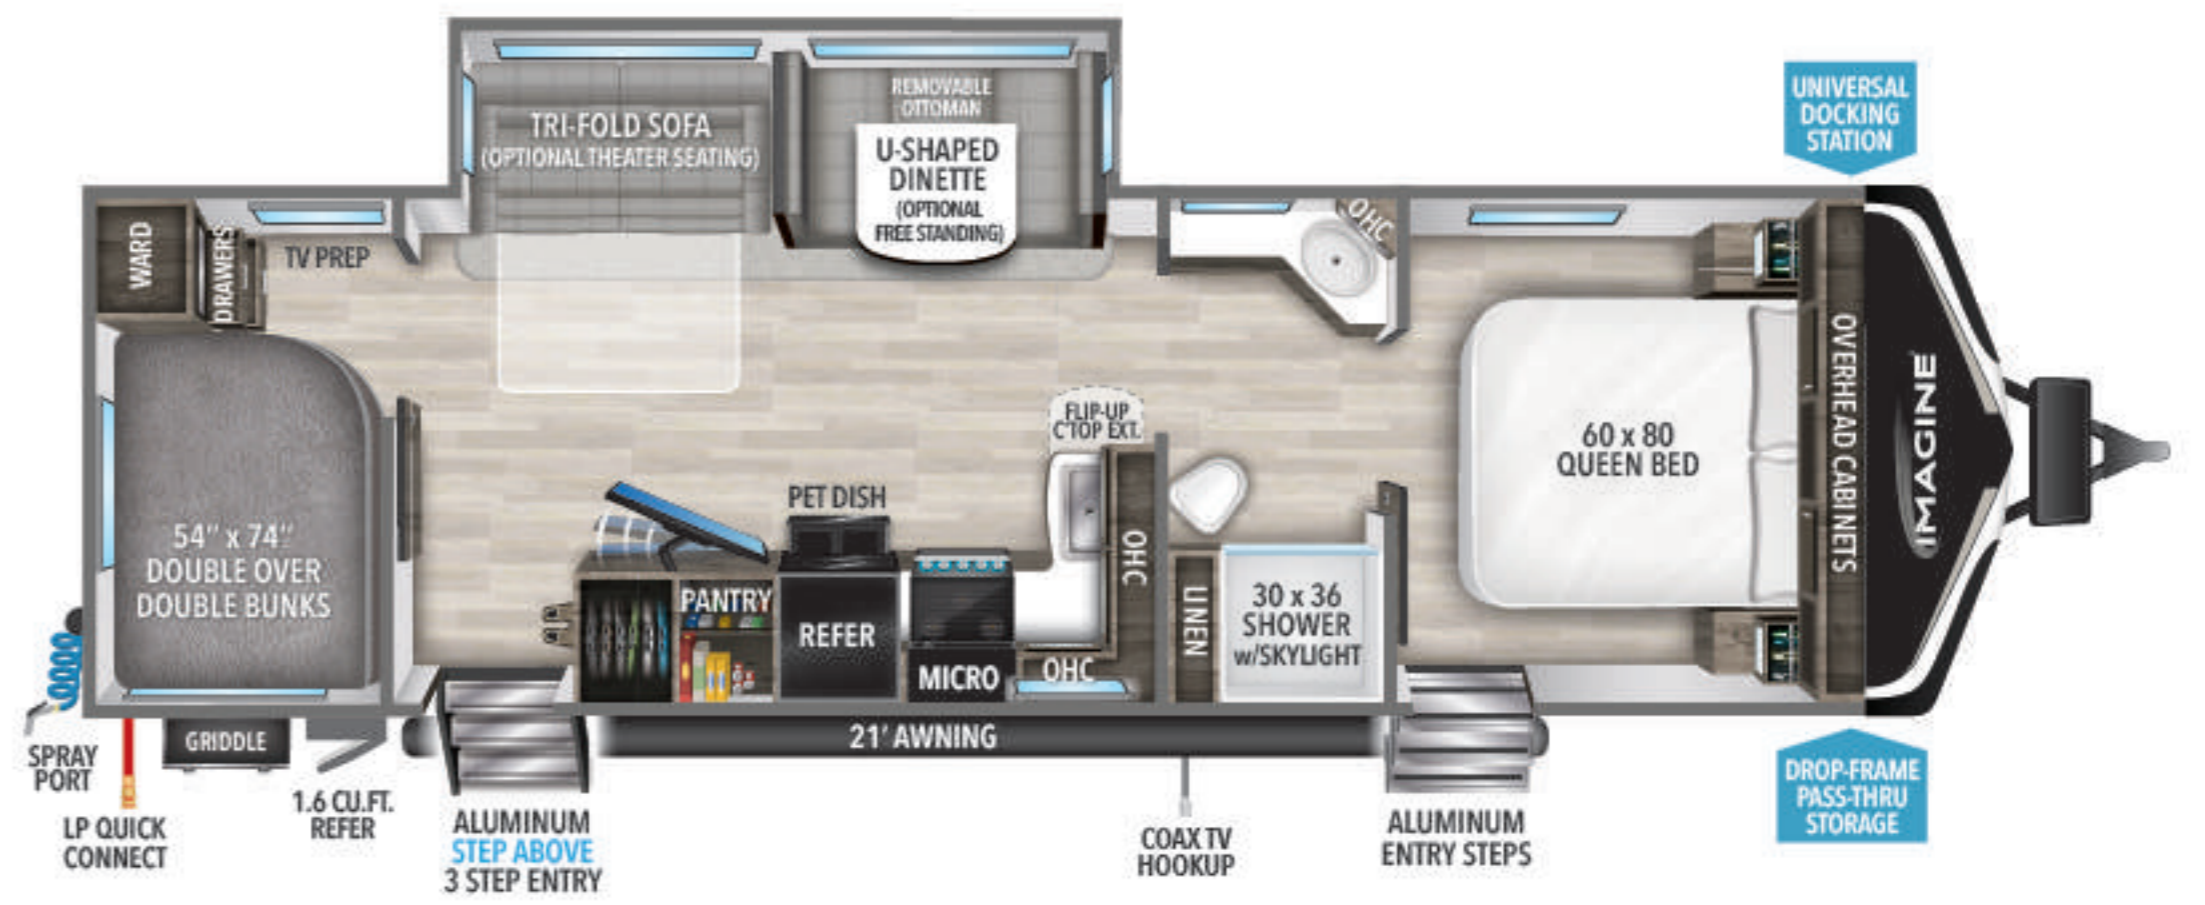 UNIVERSAL
DOCKING
STATION
REMOVABLE
OTTOMAN
TRI-FOLD SOFA
(OPTIONAL THEATER SEATING)
U-SHAPED
DINETTE
(OPTIONAL
FREE STANDING)
WARD
DRAWERS
TV PREP
OHC
OVERHEAD CABINETS
IMAGINE
60 x 80
QUEEN BED
FLIP-UP
C'TOP EXT.
54" x 74"
DOUBLE OVER
DOUBLE BUNKS
PET DISH
PANTRY
REFER
MICRO
OHC
OHC
LINEN
30 x 36
SHOWER
w/SKYLIGHT
21' AWNING
GRIDDLE
SPRAY
PORT
LP QUICK
CONNECT
1.6 CU.FT.
REFER
ALUMINUM
STEP ABOVE
3 STEP ENTRY
COAX TV
HOOKUP
ALUMINUM
ENTRY STEPS
DROP-FRAME
PASS-THRU
STORAGE